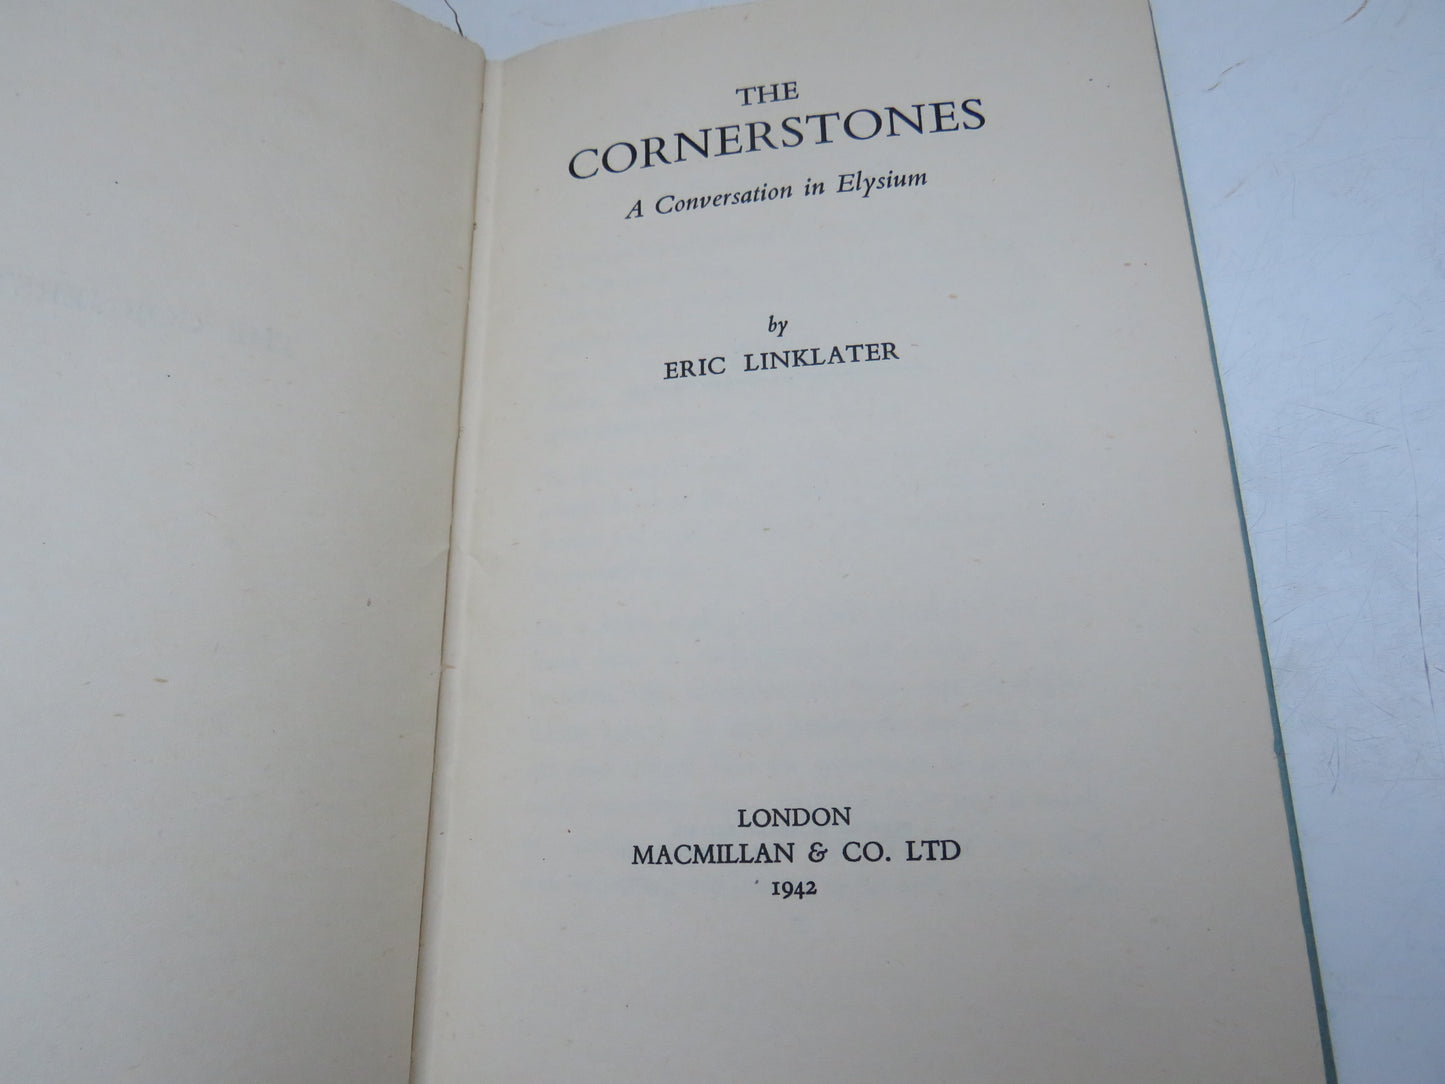 THE
CORNERSTONES
A Conversation in Elysium
by
ERIC LINKLATER
LONDON
MACMILLAN & CO. LTD
1942